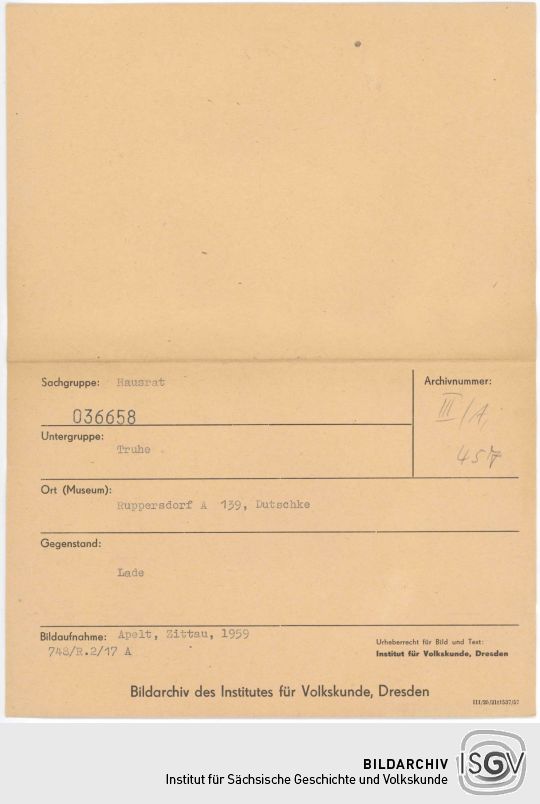 Sachgruppe: Hausrat
Archivnummer:
III/A,
036658
Untergruppe:
Truhe
457
Ort (Museum):
Ruppersdorf A 139, Dutschke
Gegenstand:
Lade
Bildaufnahme: Apelt, Zittau, 1959
748/R.2/17 A
Urheberrecht für Bild und Text:
Institut für Volkskunde, Dresden
Bildarchiv des Institutes für Volkskunde, Dresden
BILDARCHIV
Institut für Sächsische Geschichte und Volkskunde
ISGV